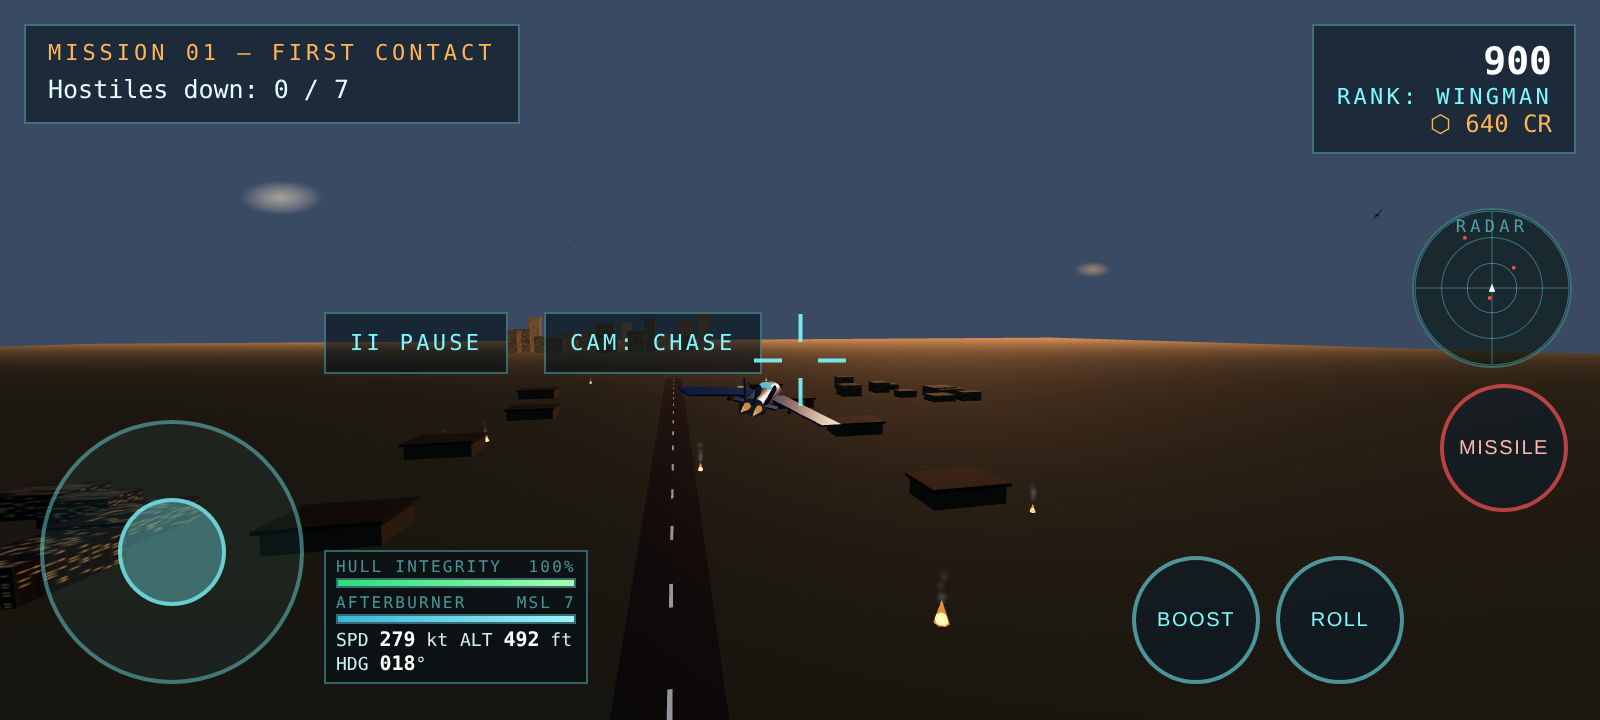 MISSION 01 — FIRST CONTACT
Hostiles down: 0 / 7
900
RANK: WINGMAN
⬡ 640 CR
RADAR
II PAUSE
CAM: CHASE
MISSILE
HULL INTEGRITY 100%
AFTERBURNER MSL 7
SPD 279 kt ALT 492 ft
HDG 018°
BOOST
ROLL